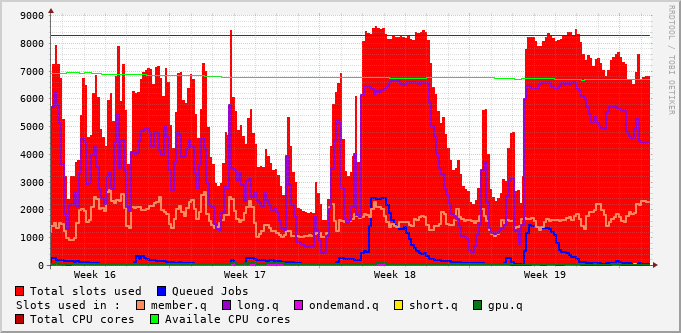 9000
8000
7000
6000
5000
4000
3000
2000
1000
0
Week 16 Week 17 Week 18 Week 19
RRDTOOL / TOBI OETIKER
Total slots used Queued Jobs
Slots used in : member.q long.q ondemand.q short.q gpu.q
Total CPU cores Availale CPU cores